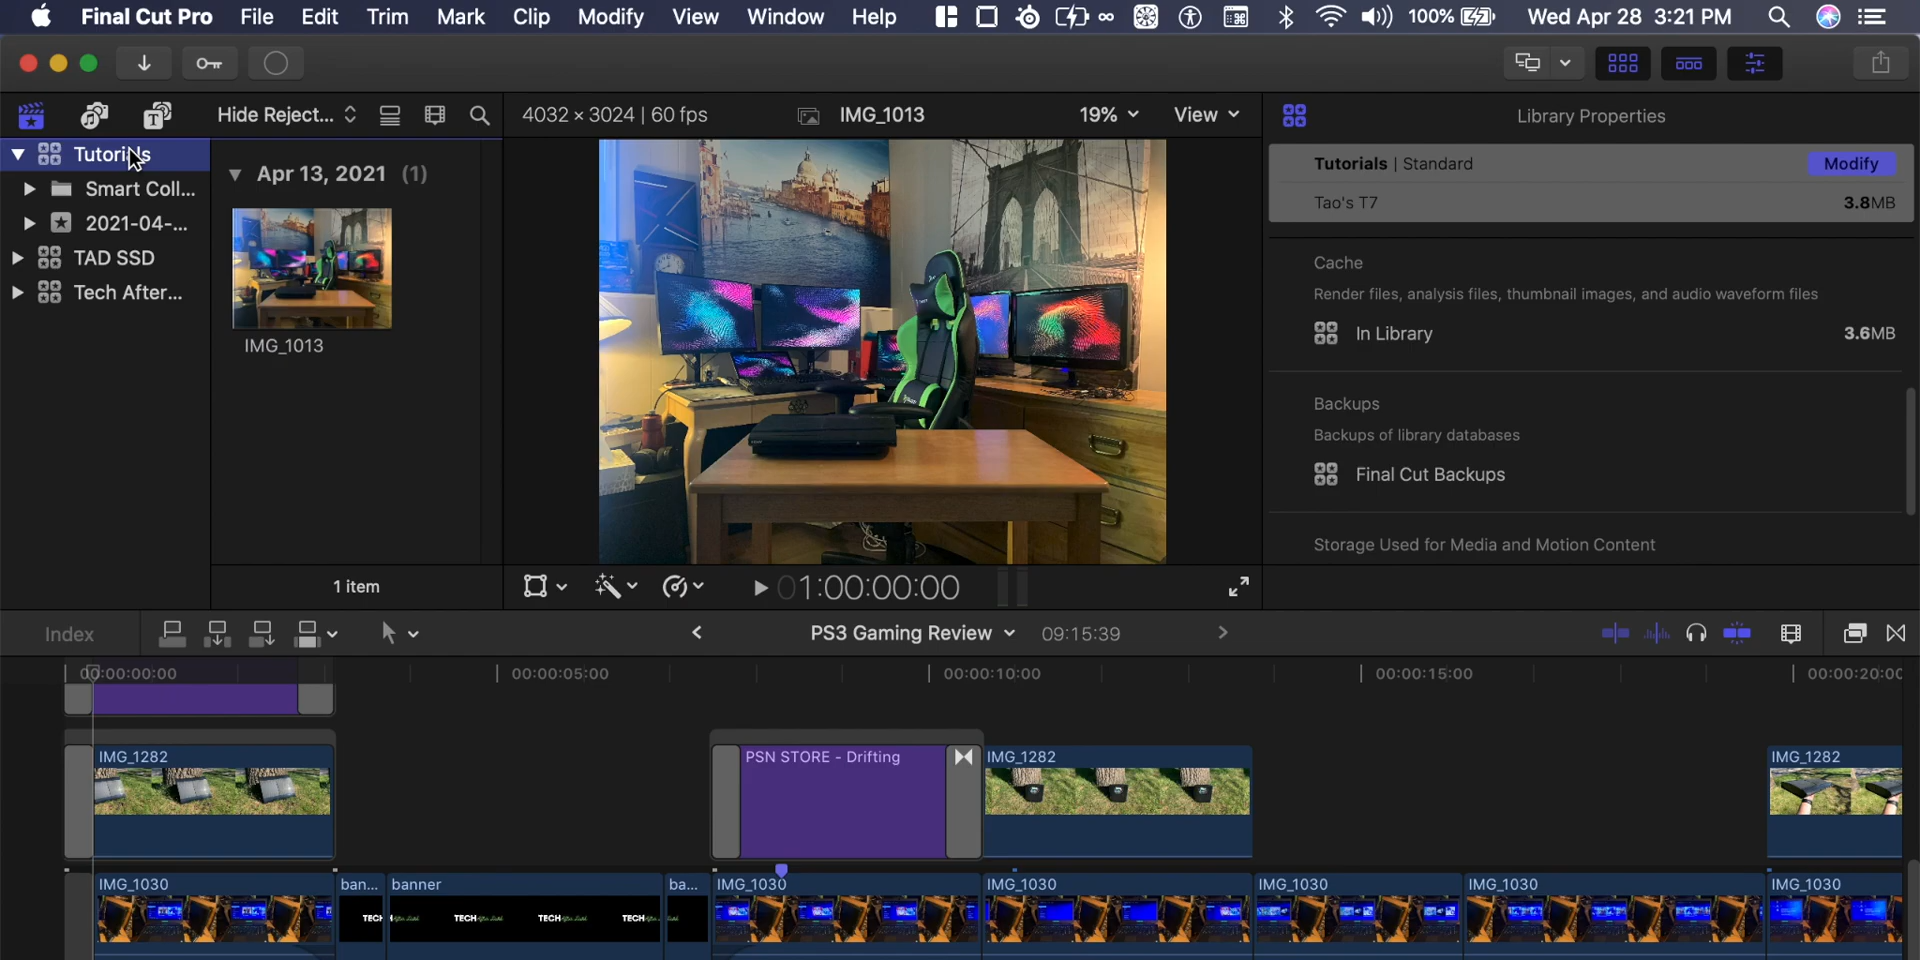 Final Cut Pro File Edit Trim Mark Clip Modify View Window Help 100% Wed Apr 28 3:21 PM
Hide Reject... 4032 × 3024 | 60 fps IMG_1013 19% View Library Properties
Tutorials
Smart Coll...
2021-04-...
TAD SSD
Tech After...
Apr 13, 2021 (1)
IMG_1013
1 item
01:00:00:00
Tutorials | Standard Modify
Tao's T7 3.8MB
Cache
Render files, analysis files, thumbnail images, and audio waveform files
In Library 3.6MB
Backups
Backups of library databases
Final Cut Backups
Storage Used for Media and Motion Content
Index PS3 Gaming Review 09:15:39
00:00:00:00 00:00:05:00 00:00:10:00 00:00:15:00 00:00:20:00
IMG_1282 PSN STORE - Drifting IMG_1282 IMG_1282
IMG_1030 ban... banner ba... IMG_1030 IMG_1030 IMG_1030 IMG_1030 IMG_1030
TECH TECH TECH TECH